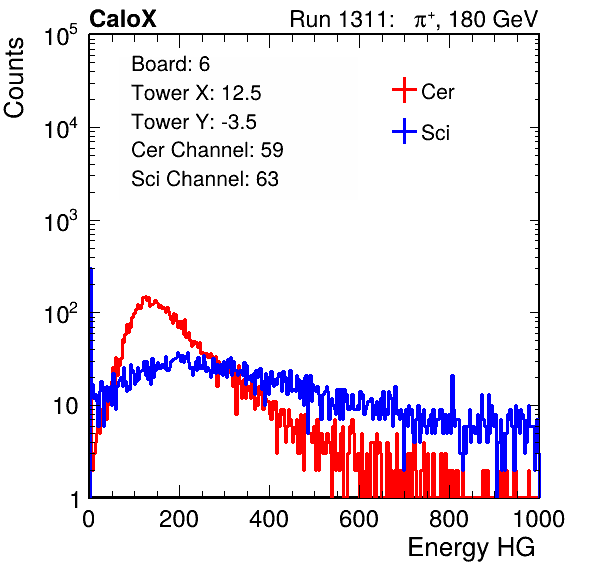 CaloX Run 1311: π⁺, 180 GeV
Counts
10⁵
10⁴
10³
10²
10
1
Board: 6
Tower X: 12.5
Tower Y: -3.5
Cer Channel: 59
Sci Channel: 63
Cer
Sci
0 200 400 600 800 1000
Energy HG